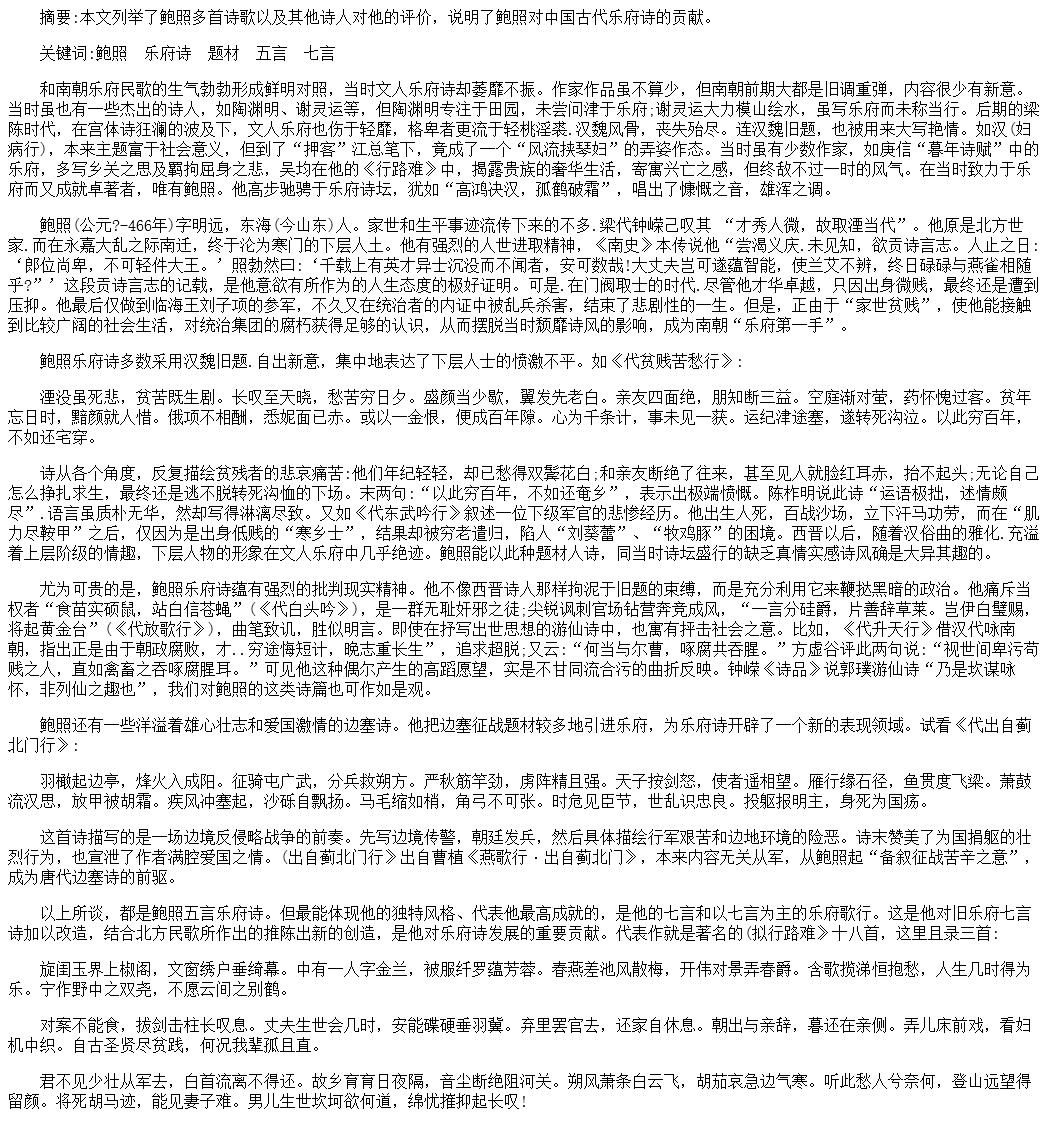 摘要:本文列举了鲍照多首诗歌以及其他诗人对他的评价，说明了鲍照对中国古代乐府诗的贡献。
关键词:鲍照　乐府诗　题材　五言　七言
和南朝乐府民歌的生气勃勃形成鲜明对照，当时文人乐府诗却萎靡不振。作家作品虽不算少，但南朝前期大都是旧调重弹，内容很少有新意。
当时虽也有一些杰出的诗人，如陶渊明、谢灵运等，但陶渊明专注于田园，未尝问津于乐府;谢灵运大力模山绘水，虽写乐府而未称当行。后期的梁
陈时代，在宫体诗狂澜的波及下，文人乐府也伤于轻靡，格卑者更流于轻桃淫裘.汉魏风骨，丧失殆尽。连汉魏旧题，也被用来大写艳情。如汉(妇
病行)，本来主题富于社会意义，但到了“押客”江总笔下，竟成了一个“风流挟琴妇”的弄姿作态。当时虽有少数作家，如庾信“暮年诗赋”中的
乐府，多写乡关之思及羁拘屈身之悲，吴均在他的《行路难》中，揭露贵族的奢华生活，寄寓兴亡之感，但终敌不过一时的风气。在当时致力于乐
府而又成就卓著者，唯有鲍照。他高步驰骋于乐府诗坛，犹如“高鸿决汉，孤鹤破霜”，唱出了慷慨之音，雄浑之调。
鲍照(公元?-466年)字明远，东海(今山东)人。家世和生平事迹流传下来的不多.梁代钟嵘己叹其 “才秀人微，故取湮当代”。他原是北方世
家.而在永嘉大乱之际南迁，终于沦为寒门的下层人土。他有强烈的人世进取精神，《南史》本传说他“尝渴义庆.未见知，欲贡诗言志。人止之日:
‘郎位尚卑，不可轻件大王。’照勃然曰:‘千载上有英才异士沉没而不闻者，安可数哉!大丈夫岂可遂蕴智能，使兰艾不辨，终日碌碌与燕雀相随
乎?”’这段贡诗言志的记载，是他意欲有所作为的人生态度的极好证明。可是.在门阀取士的时代.尽管他才华卓越，只因出身微贱，最终还是遭到
压抑。他最后仅做到临海王刘子项的参军，不久又在统治者的内证中被乱兵杀害，结束了悲剧性的一生。但是，正由于“家世贫贱”，使他能接触
到比较广阔的社会生活，对统治集团的腐朽获得足够的认识，从而摆脱当时颓靡诗风的影响，成为南朝“乐府第一手”。
鲍照乐府诗多数采用汉魏旧题.自出新意，集中地表达了下层人士的愤激不平。如《代贫贱苦愁行》:
湮没虽死悲，贫苦既生剧。长叹至天晓，愁苦穷日夕。盛颜当少歇，翼发先老白。亲友四面绝，朋知断三益。空庭渐对萤，药怀愧过客。贫年
忘日时，黯颜就人惜。俄项不相酬，悉妮面已赤。或以一金恨，便成百年隙。心为千条计，事未见一获。运纪津途塞，遂转死沟泣。以此穷百年，
不如还宅穿。
诗从各个角度，反复描绘贫残者的悲哀痛苦:他们年纪轻轻，却已愁得双鬓花白;和亲友断绝了往来，甚至见人就脸红耳赤，抬不起头;无论自己
怎么挣扎求生，最终还是逃不脱转死沟恤的下场。末两句:“以此穷百年，不如还奄乡”，表示出极端愤慨。陈柞明说此诗“运语极拙，述情颇
尽”.语言虽质朴无华，然却写得淋漓尽致。又如《代东武吟行》叙述一位下级军官的悲惨经历。他出生人死，百战沙场，立下汗马功劳，而在“肌
力尽鞍甲”之后，仅因为是出身低贱的“寒乡士”，结果却被穷老遣归，陷人“刘葵蕾”、“牧鸡豚”的困境。西晋以后，随着汉俗曲的雅化.充溢
着上层阶级的情趣，下层人物的形象在文人乐府中几乎绝迹。鲍照能以此种题材人诗，同当时诗坛盛行的缺乏真情实感诗风确是大异其趣的。
尤为可贵的是，鲍照乐府诗蕴有强烈的批判现实精神。他不像西晋诗人那样拘泥于旧题的束缚，而是充分利用它来鞭挞黑暗的政治。他痛斥当
权者“食苗实硕鼠，站白信苍蝇”(《代白头吟》)，是一群无耻奸邪之徒;尖锐讽刺官场钻营奔竞成风，“一言分硅爵，片善辞草莱。岂伊白璧赐，
将起黄金台”(《代放歌行》)，曲笔致讥，胜似明言。即使在抒写出世思想的游仙诗中，也寓有抨击社会之意。比如，《代升天行》借汉代咏南
朝，指出正是由于朝政腐败，才..穷途悔短计，晚志重长生”，追求超脱;又云:“何当与尔曹，啄腐共吞腥。”方虚谷评此两句说:“视世间卑污苟
贱之人，直如禽畜之吞啄腐腥耳。”可见他这种偶尔产生的高蹈愿望，实是不甘同流合污的曲折反映。钟嵘《诗品》说郭璞游仙诗“乃是坎谋咏
怀，非列仙之趣也”，我们对鲍照的这类诗篇也可作如是观。
鲍照还有一些洋溢着雄心壮志和爱国激情的边塞诗。他把边塞征战题材较多地引进乐府，为乐府诗开辟了一个新的表现领域。试看《代出自蓟
北门行》:
羽檄起边亭，烽火入成阳。征骑屯广武，分兵救朔方。严秋筋竿劲，虏阵精且强。天子按剑怒，使者遥相望。雁行缘石径，鱼贯度飞梁。萧鼓
流汉思，放甲被胡霜。疾风冲塞起，沙砾自飘扬。马毛缩如梢，角弓不可张。时危见臣节，世乱识忠良。投躯报明主，身死为国殇。
这首诗描写的是一场边境反侵略战争的前奏。先写边境传警，朝廷发兵，然后具体描绘行军艰苦和边地环境的险恶。诗末赞美了为国捐躯的壮
烈行为，也宣泄了作者满腔爱国之情。(出自蓟北门行》出自曹植《燕歌行·出自蓟北门》，本来内容无关从军，从鲍照起“备叙征战苦辛之意”，
成为唐代边塞诗的前驱。
以上所谈，都是鲍照五言乐府诗。但最能体现他的独特风格、代表他最高成就的，是他的七言和以七言为主的乐府歌行。这是他对旧乐府七言
诗加以改造，结合北方民歌所作出的推陈出新的创造，是他对乐府诗发展的重要贡献。代表作就是著名的(拟行路难》十八首，这里且录三首:
旋闺玉界上椒阁，文窗绣户垂绮幕。中有一人字金兰，被服纤罗蕴芳蓉。春燕差池风散梅，开伟对景弄春爵。含歌揽涕恒抱愁，人生几时得为
乐。宁作野中之双尧，不愿云间之别鹤。
对案不能食，拔剑击柱长叹息。丈夫生世会几时，安能碟硬垂羽冀。弃里罢官去，还家自休息。朝出与亲辞，暮还在亲侧。弄儿床前戏，看妇
机中织。自古圣贤尽贫践，何况我辈孤且直。
君不见少壮从军去，白首流离不得还。故乡育育日夜隔，音尘断绝阻河关。朔风萧条白云飞，胡茄哀急边气寒。听此愁人兮奈何，登山远望得
留颜。将死胡马迹，能见妻子难。男儿生世坎坷欲何道，绵忧摧抑起长叹!